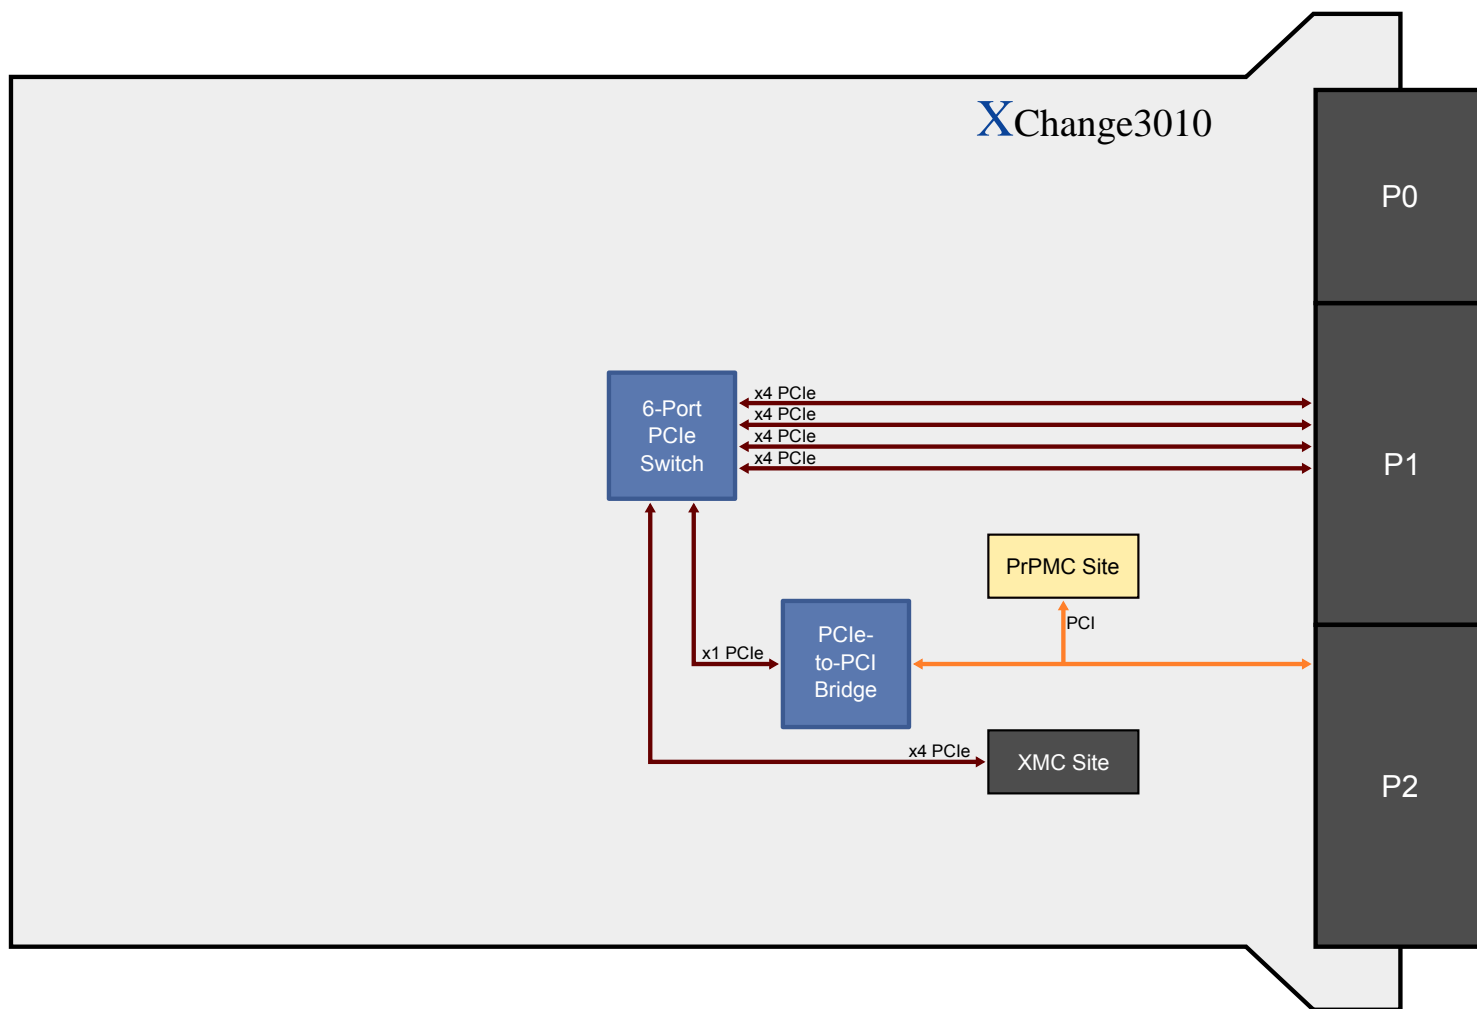 XChange3010
P0
x4 PCIe
x4 PCIe
x4 PCIe
x4 PCIe
6-Port
PCIe
Switch
P1
PrPMC Site
PCI
PCIe-
to-PCI
Bridge
x1 PCIe
x4 PCIe
XMC Site
P2